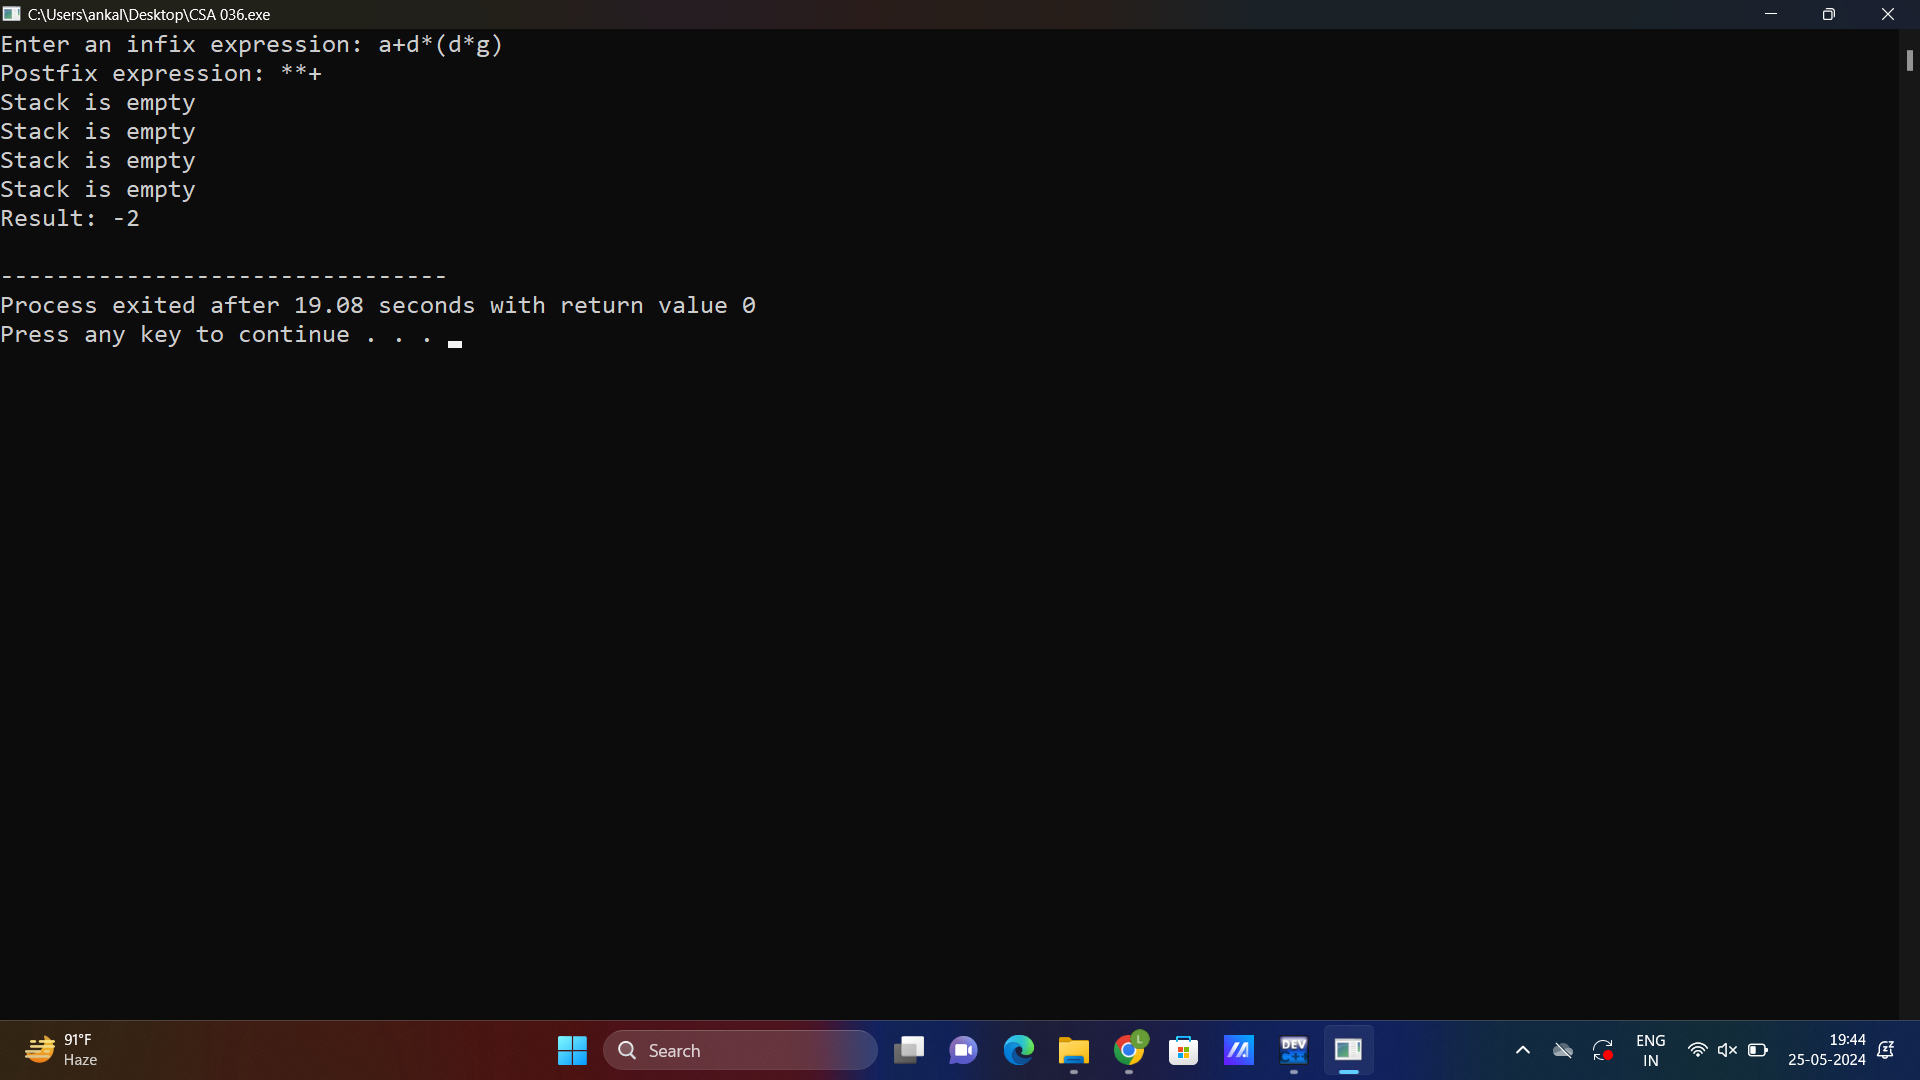 C:\Users\ankal\Desktop\CSA 036.exe
Enter an infix expression: a+d*(d*g)
Postfix expression: **+
Stack is empty
Stack is empty
Stack is empty
Stack is empty
Result: -2
--------------------------------
Process exited after 19.08 seconds with return value 0
Press any key to continue . . .
91°F
Haze
Search
L
DEV
C++
ENG
IN
19:44
25-05-2024